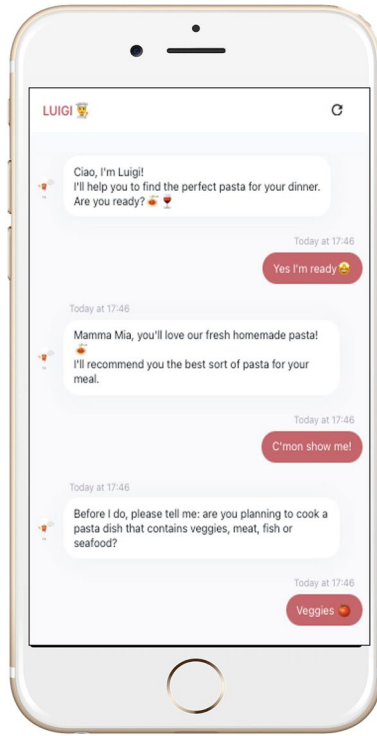 LUIGI 👨‍🍳
Ciao, I'm Luigi!
I'll help you to find the perfect pasta for your dinner.
Are you ready? 🍝 🍷
Today at 17:46
Yes I'm ready🤩
Today at 17:46
Mamma Mia, you'll love our fresh homemade pasta!
🍝
I'll recommend you the best sort of pasta for your
meal.
Today at 17:46
C'mon show me!
Today at 17:46
Before I do, please tell me: are you planning to cook a
pasta dish that contains veggies, meat, fish or
seafood?
Today at 17:46
Veggies 🍅